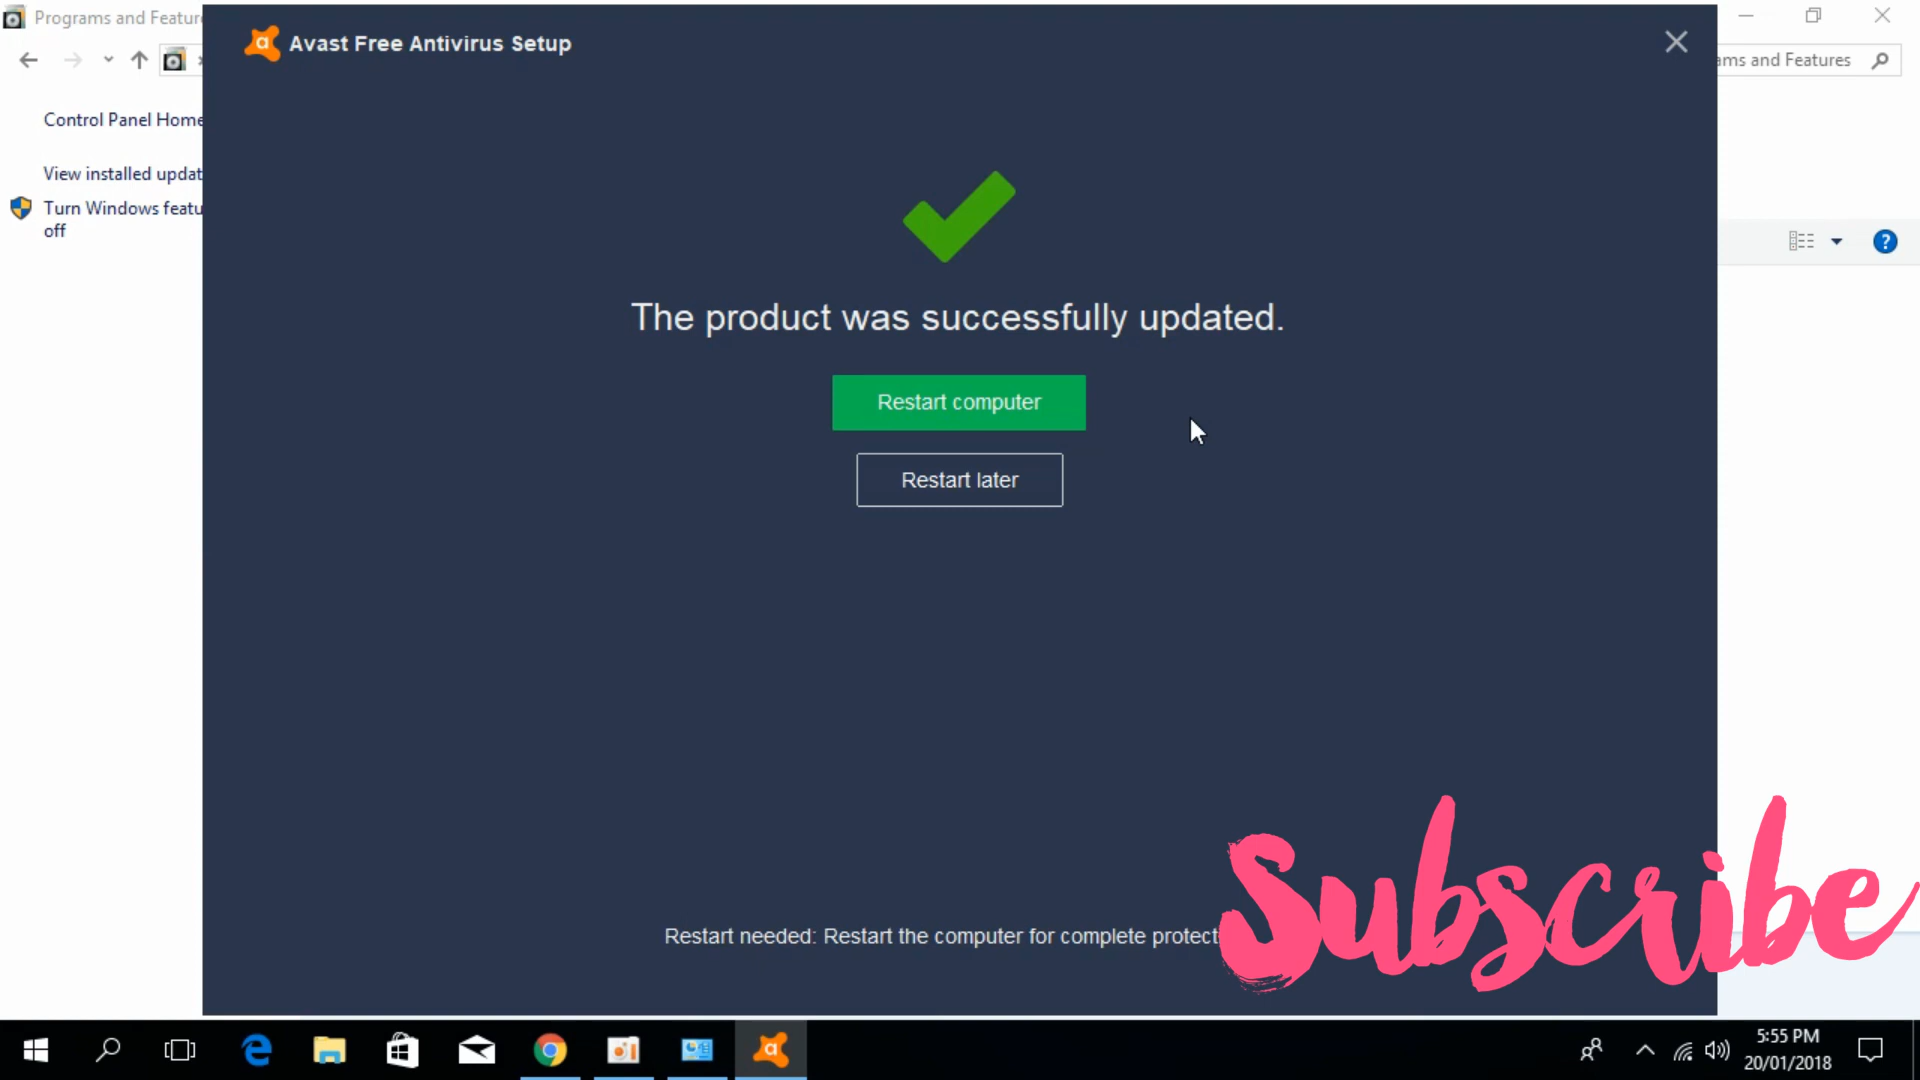 Programs and Featur
Avast Free Antivirus Setup
ams and Features
Control Panel Home
View installed updat
Turn Windows featu
off
The product was successfully updated.
Restart computer
Restart later
Restart needed: Restart the computer for complete protect
Subscribe
5:55 PM
20/01/2018